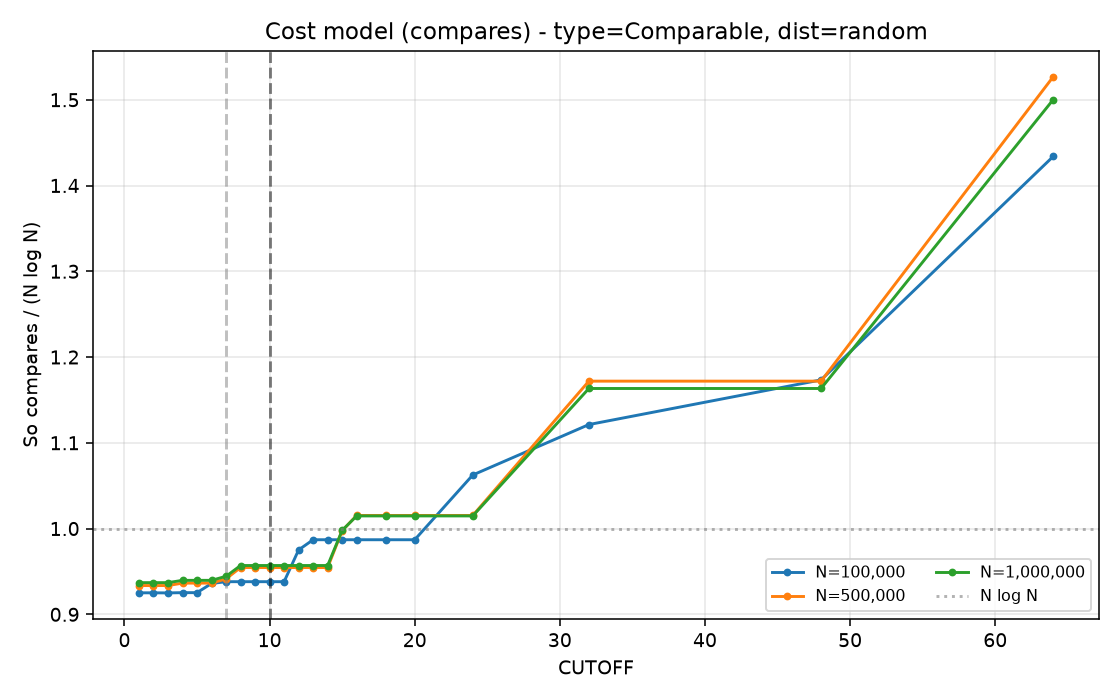 Cost model (compares) - type=Comparable, dist=random
So compares / (N log N)
1.5
1.4
1.3
1.2
1.1
1.0
0.9
0 10 20 30 40 50 60
CUTOFF
N=100,000 N=1,000,000
N=500,000 N log N